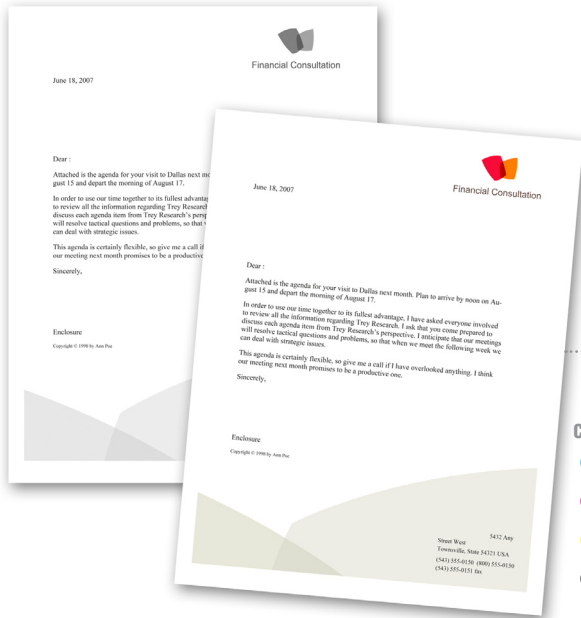 Financial Consultation
June 18, 2007
Dear :
Attached is the agenda for your visit to Dallas next mo
gust 15 and depart the morning of August 17.
In order to use our time together to its fullest advantag
to review all the information regarding Trey Research
discuss each agenda item from Trey Research's persp
will resolve tactical questions and problems, so that
can deal with strategic issues.
This agenda is certainly flexible, so give me a call if
our meeting next month promises to be a productive
Sincerely,
Enclosure
Copyright © 1998 by Ann Poe
Financial Consultation
June 18, 2007
Dear :
Attached is the agenda for your visit to Dallas next month. Plan to arrive by noon on Au-
gust 15 and depart the morning of August 17.
In order to use our time together to its fullest advantage, I have asked everyone involved
to review all the information regarding Trey Research. I ask that you come prepared to
discuss each agenda item from Trey Research's perspective. I anticipate that our meetings
will resolve tactical questions and problems, so that when we meet the following week we
can deal with strategic issues.
This agenda is certainly flexible, so give me a call if I have overlooked anything. I think
our meeting next month promises to be a productive one.
Sincerely,
Enclosure
Copyright © 1998 by Ann Poe
5432 Any
Street West
Townsville, State 54321 USA
(543) 555-0150 (800) 555-0150
(543) 555-0151 fax
C